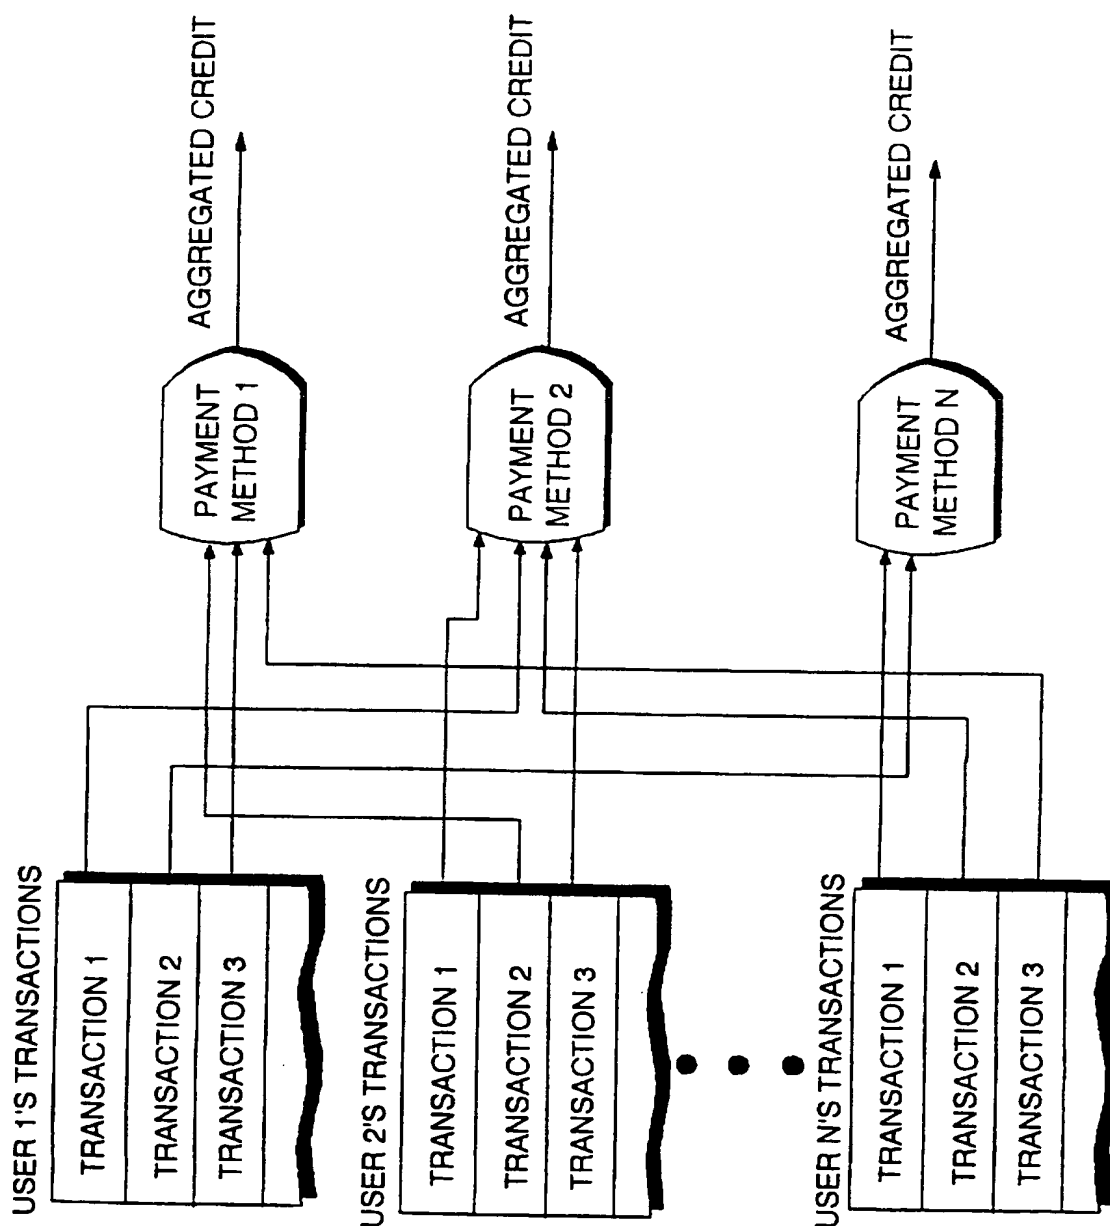 USER 1'S TRANSACTIONS
TRANSACTION 1
TRANSACTION 2
TRANSACTION 3
USER 2'S TRANSACTIONS
TRANSACTION 1
TRANSACTION 2
TRANSACTION 3
USER N'S TRANSACTIONS
TRANSACTION 1
TRANSACTION 2
TRANSACTION 3
PAYMENT
METHOD 1
AGGREGATED CREDIT
PAYMENT
METHOD 2
AGGREGATED CREDIT
PAYMENT
METHOD N
AGGREGATED CREDIT